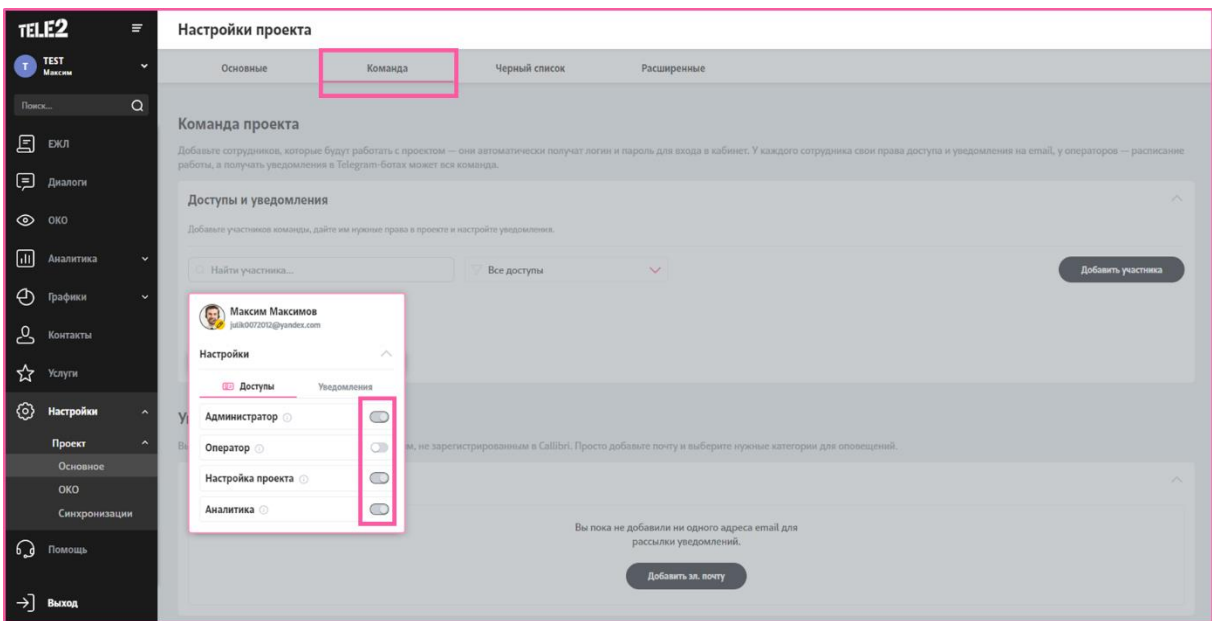 TELE2
T
TEST
Максим
Поиск...
ЕЖЛ
Диалоги
ОКО
Аналитика
Графики
Контакты
Услуги
Настройки
Проект
Основное
ОКО
Синхронизации
Помощь
Выход
Настройки проекта
Основные
Команда
Черный список
Расширенные
Команда проекта
Добавьте сотрудников, которые будут работать с проектом — они автоматически получат логин и пароль для входа в кабинет. У каждого сотрудника свои права доступа и уведомления на email, у операторов — расписание
работы, а получать уведомления в Telegram-ботах может вся команда.
Доступы и уведомления
Добавьте участников команды, дайте им нужные права в проекте и настройте уведомления.
Найти участника...
Все доступы
Добавить участника
Максим Максимов
julik0072012@yandex.com
Настройки
Доступы
Уведомления
Администратор
Оператор
Настройка проекта
Аналитика
не зарегистрированным в Callibri. Просто добавьте почту и выберите нужные категории для оповещений.
Вы пока не добавили ни одного адреса email для
рассылки уведомлений.
Добавить эл. почту